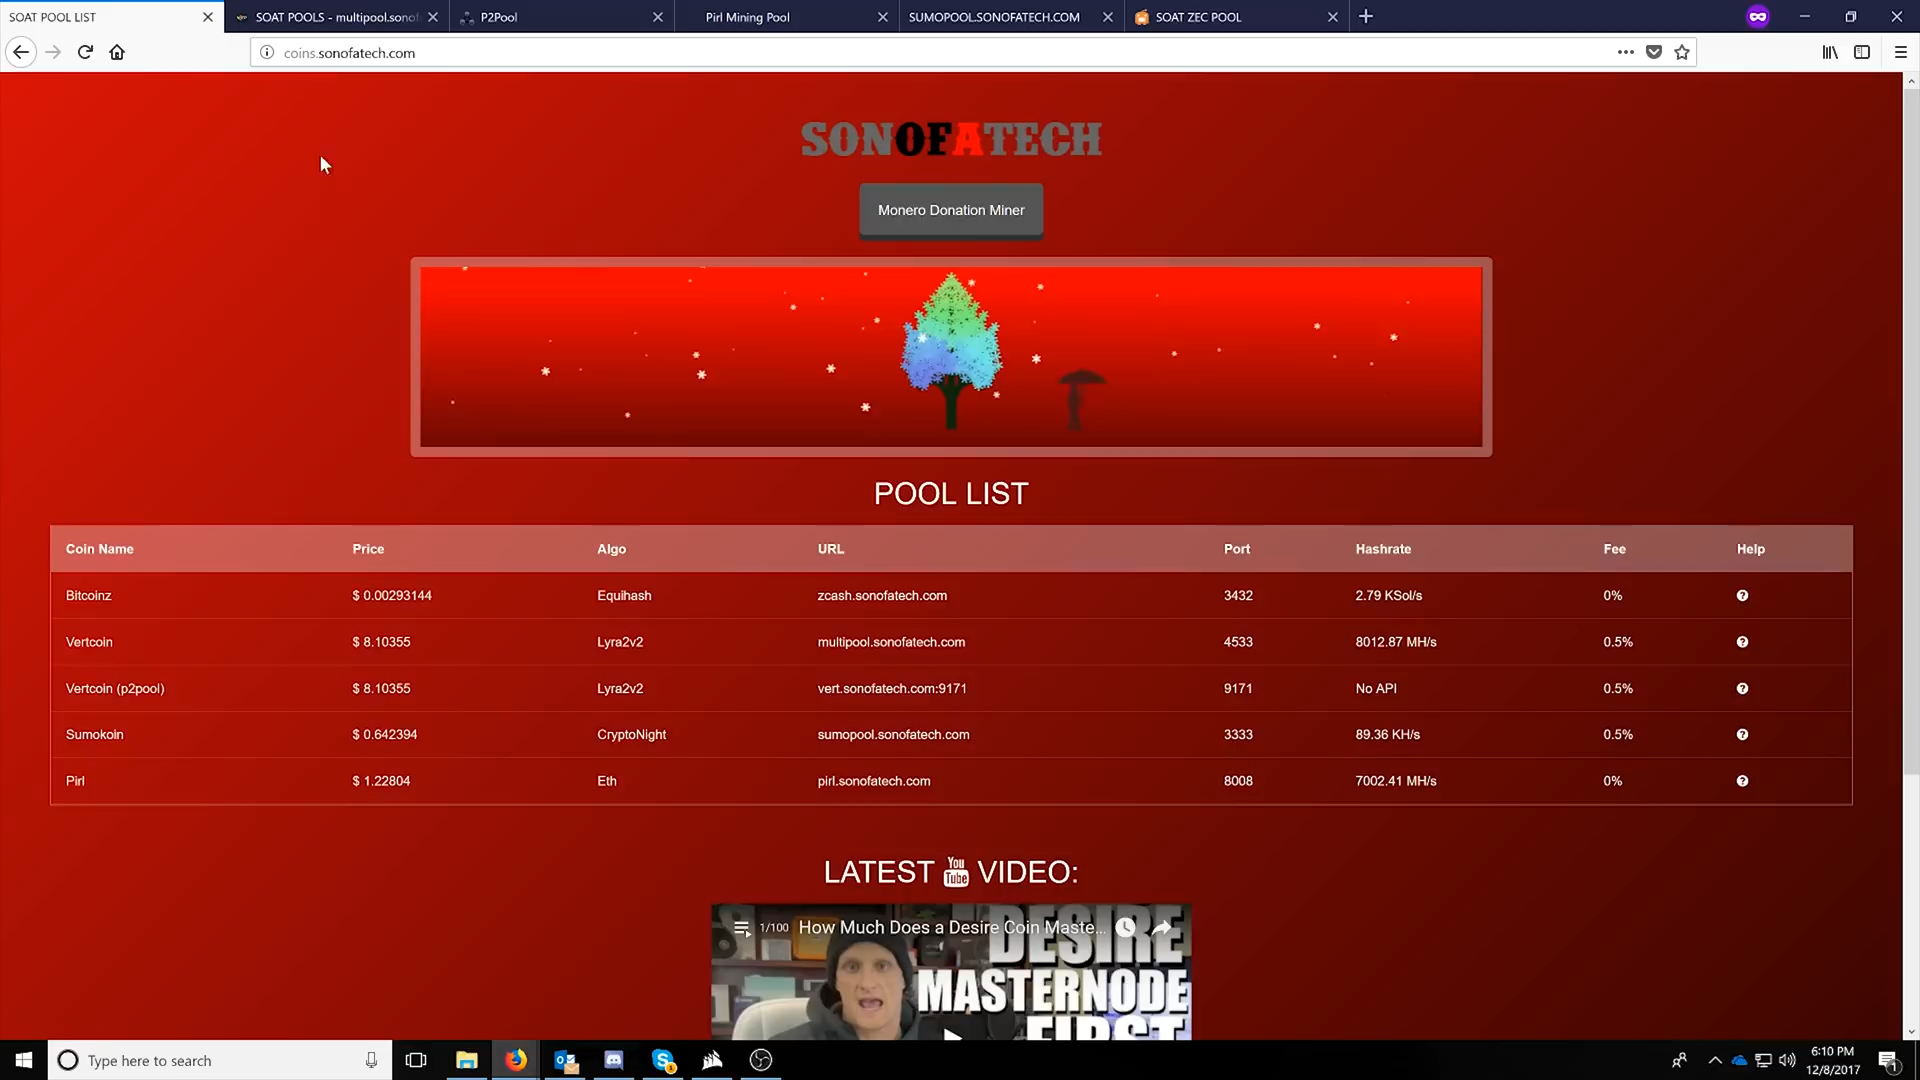 SOAT POOL LIST
SOAT POOLS - multipool.sonof
P2Pool
Pirl Mining Pool
SUMOPOOL.SONOFATECH.COM
SOAT ZEC POOL
coins.sonofatech.com
SONOFATECH
Monero Donation Miner
POOL LIST
Coin Name Price Algo URL Port Hashrate Fee Help
Bitcoinz $ 0.00293144 Equihash zcash.sonofatech.com 3432 2.79 KSol/s 0%
Vertcoin $ 8.10355 Lyra2v2 multipool.sonofatech.com 4533 8012.87 MH/s 0.5%
Vertcoin (p2pool) $ 8.10355 Lyra2v2 vert.sonofatech.com:9171 9171 No API 0.5%
Sumokoin $ 0.642394 CryptoNight sumopool.sonofatech.com 3333 89.36 KH/s 0.5%
Pirl $ 1.22804 Eth pirl.sonofatech.com 8008 7002.41 MH/s 0%
LATEST You Tube VIDEO:
1/100 How Much Does a Desire Coin Maste...
DESIRE
MASTERNODE
FIRST
Type here to search
6:10 PM
12/8/2017
1